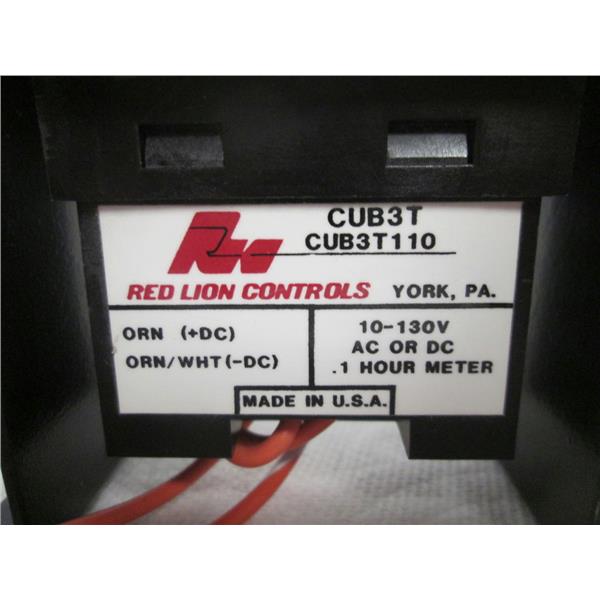 CUB3T
CUB3T110
RED LION CONTROLS YORK, PA.
ORN (+DC)
ORN/WHT (-DC)
10-130V
AC OR DC
.1 HOUR METER
MADE IN U.S.A.